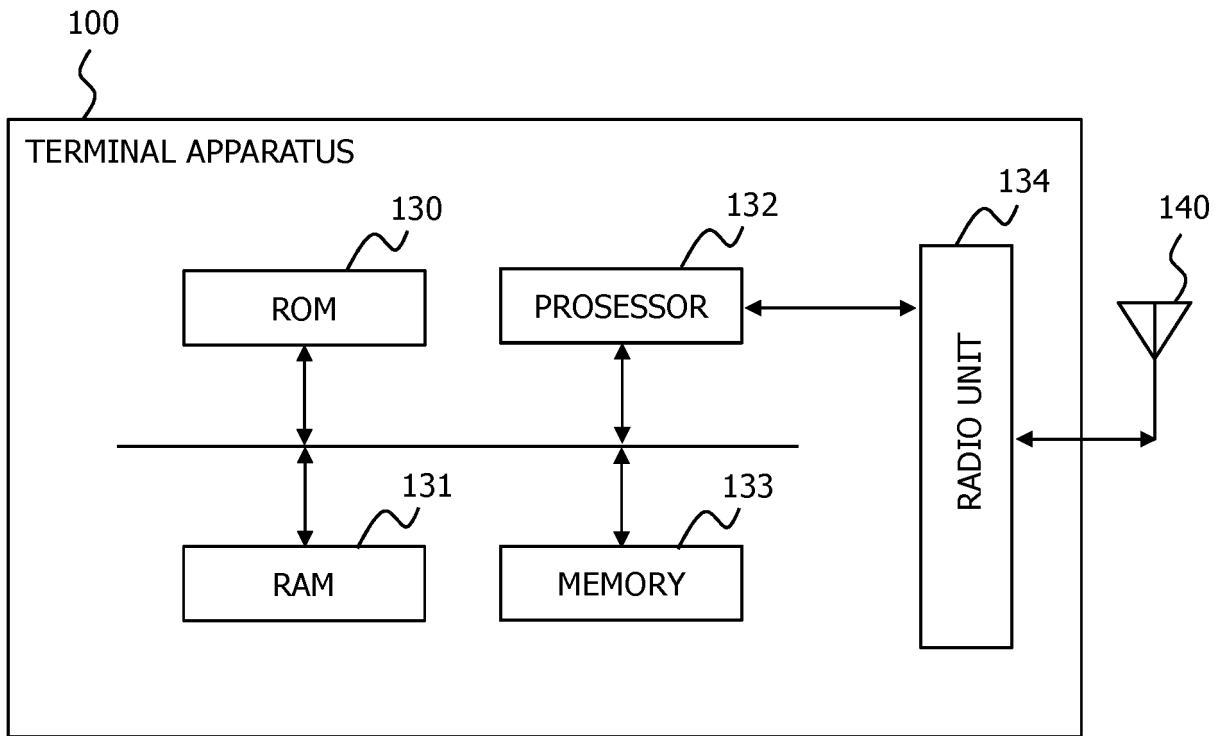 100
TERMINAL APPARATUS
130
132
134
140
ROM
PROSESSOR
RADIO UNIT
131
133
RAM
MEMORY